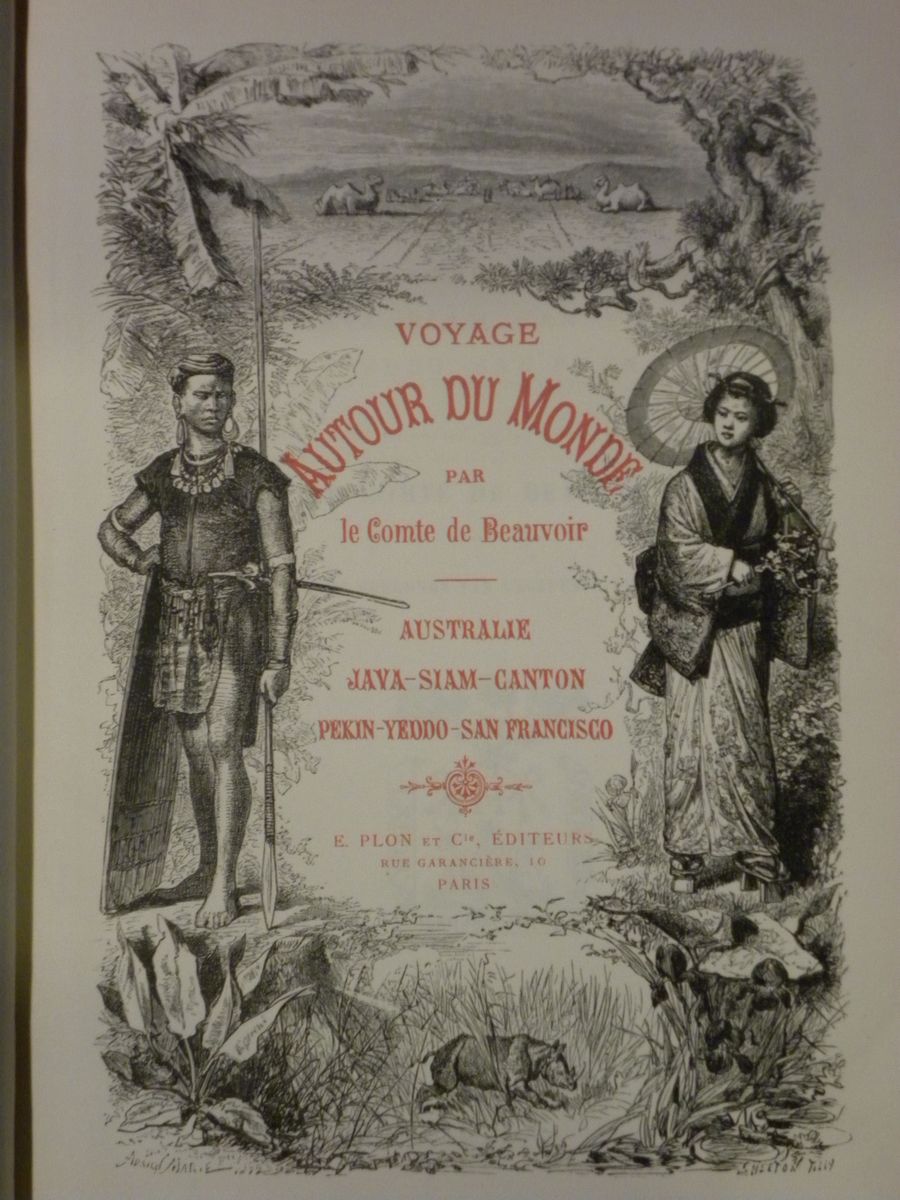 VOYAGE
AUTOUR DU MONDE
PAR
le Comte de Beauvoir
AUSTRALIE
JAVA-SIAM-CANTON
PEKIN-YEDDO-SAN FRANCISCO
E. PLON ET Cie, ÉDITEURS
RUE GARANCIÈRE, 10
PARIS